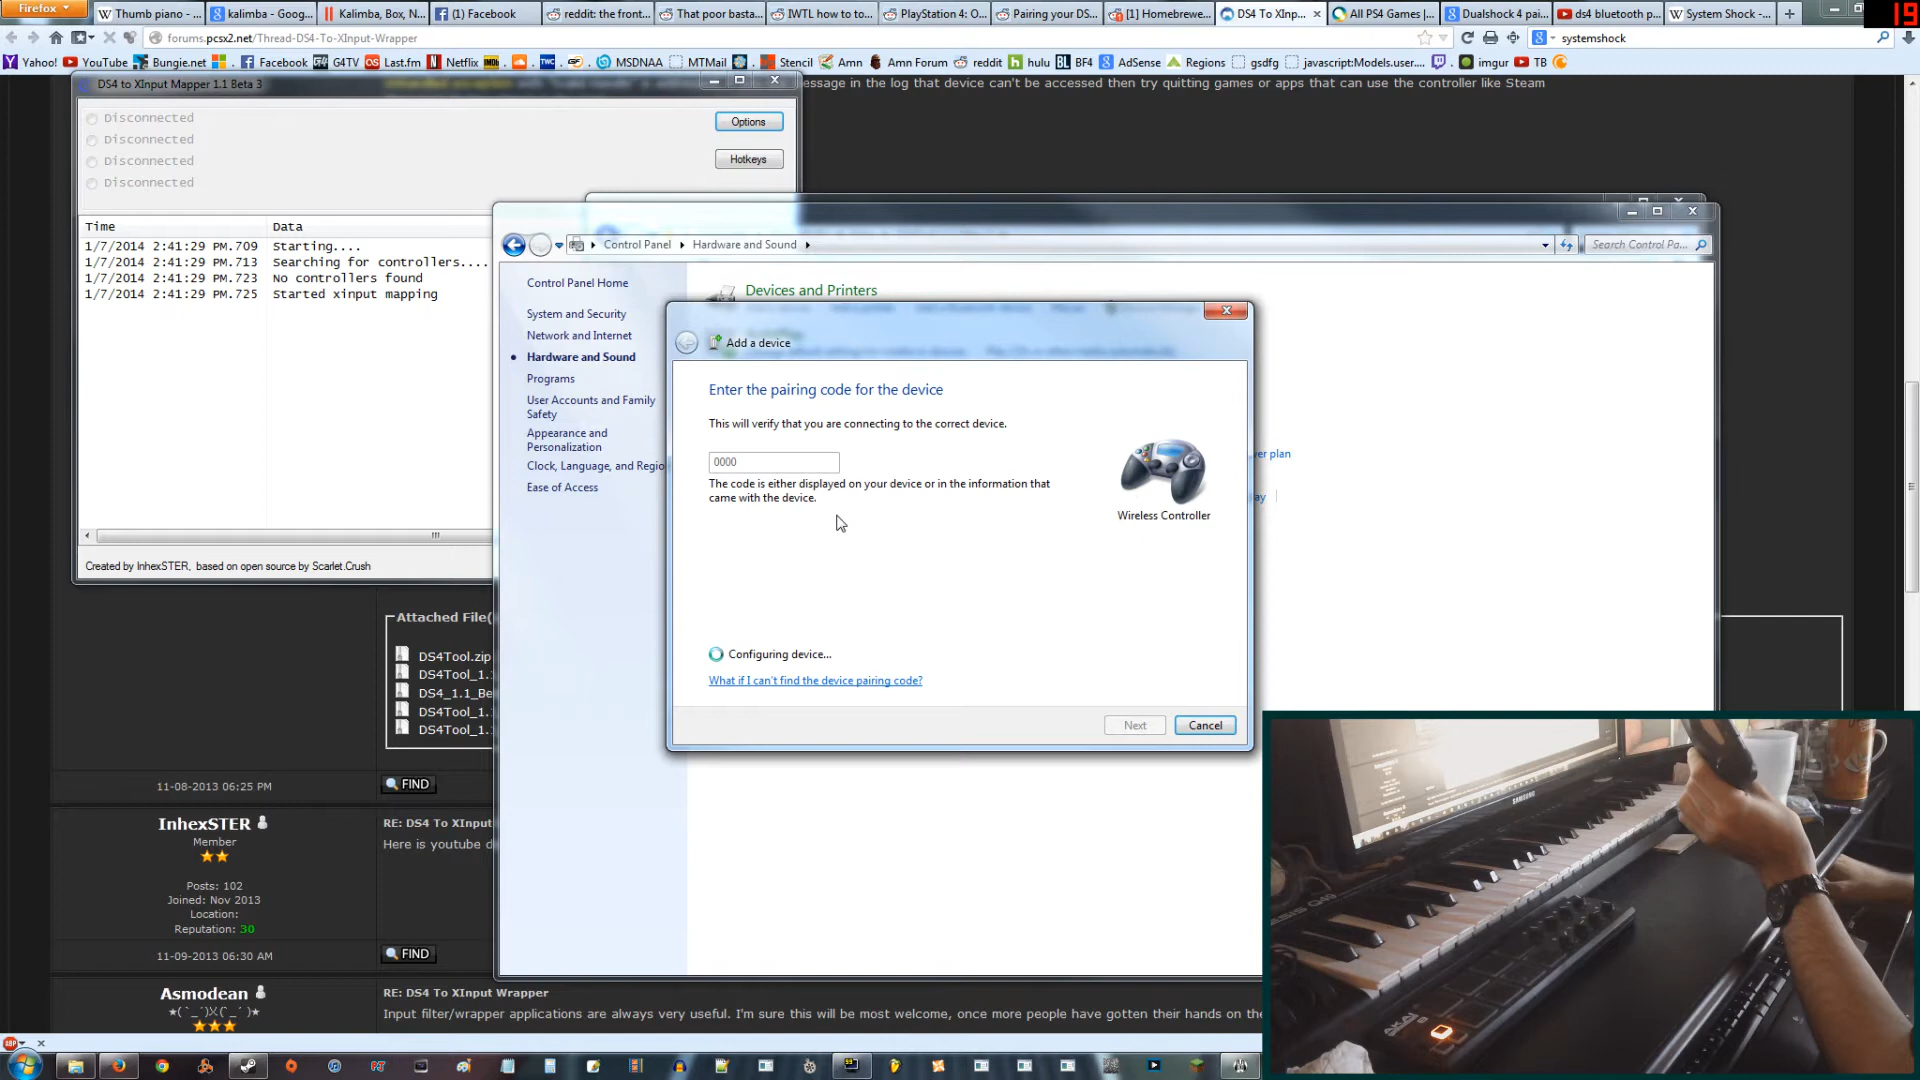 Firefox
Thumb piano - ...
kalimba - Goog...
Kalimba, Box, N...
(1) Facebook
reddit: the front...
That poor basta...
IWTL how to to...
PlayStation 4: O...
Pairing your DS...
[1] Homebrewe...
DS4 To XInp...
All PS4 Games |...
Dualshock 4 pai...
ds4 bluetooth p...
System Shock -...
19
forums.pcsx2.net/Thread-DS4-To-XInput-Wrapper
systemshock
Yahoo!
YouTube
Bungie.net
Facebook
G4TV
Last.fm
Netflix
MSDNAA
MTMail
Stencil
Amn
Amn Forum
reddit
hulu
BF4
AdSense
Regions
gsdfg
javascript:Models.user....
imgur
TB
DS4 to XInput Mapper 1.1 Beta 3
essage in the log that device can't be accessed then try quitting games or apps that can use the controller like Steam
Disconnected
Disconnected
Disconnected
Disconnected
Options
Hotkeys
Time Data
1/7/2014 2:41:29 PM.709 Starting....
1/7/2014 2:41:29 PM.713 Searching for controllers....
1/7/2014 2:41:29 PM.723 No controllers found
1/7/2014 2:41:29 PM.725 Started xinput mapping
Created by InhexSTER, based on open source by Scarlet.Crush
Control Panel
Hardware and Sound
Search Control Pa...
Control Panel Home
System and Security
Network and Internet
Hardware and Sound
Programs
User Accounts and Family
Safety
Appearance and
Personalization
Clock, Language, and Regio
Ease of Access
Devices and Printers
ver plan
ay
Add a device
Enter the pairing code for the device
This will verify that you are connecting to the correct device.
0000
The code is either displayed on your device or in the information that
came with the device.
Wireless Controller
Configuring device...
What if I can't find the device pairing code?
Next
Cancel
Attached File(
DS4Tool.zip
DS4Tool_1.
DS4_1.1_Be
DS4Tool_1.
DS4Tool_1.
11-08-2013 06:25 PM
FIND
InhexSTER
Member
Posts: 102
Joined: Nov 2013
Location:
Reputation: 30
RE: DS4 To XInput
Here is youtube d
11-09-2013 06:30 AM
FIND
Asmodean
RE: DS4 To XInput Wrapper
Input filter/wrapper applications are always very useful. I'm sure this will be most welcome, once more people have gotten their hands on the
SAMSUNG
AKAI